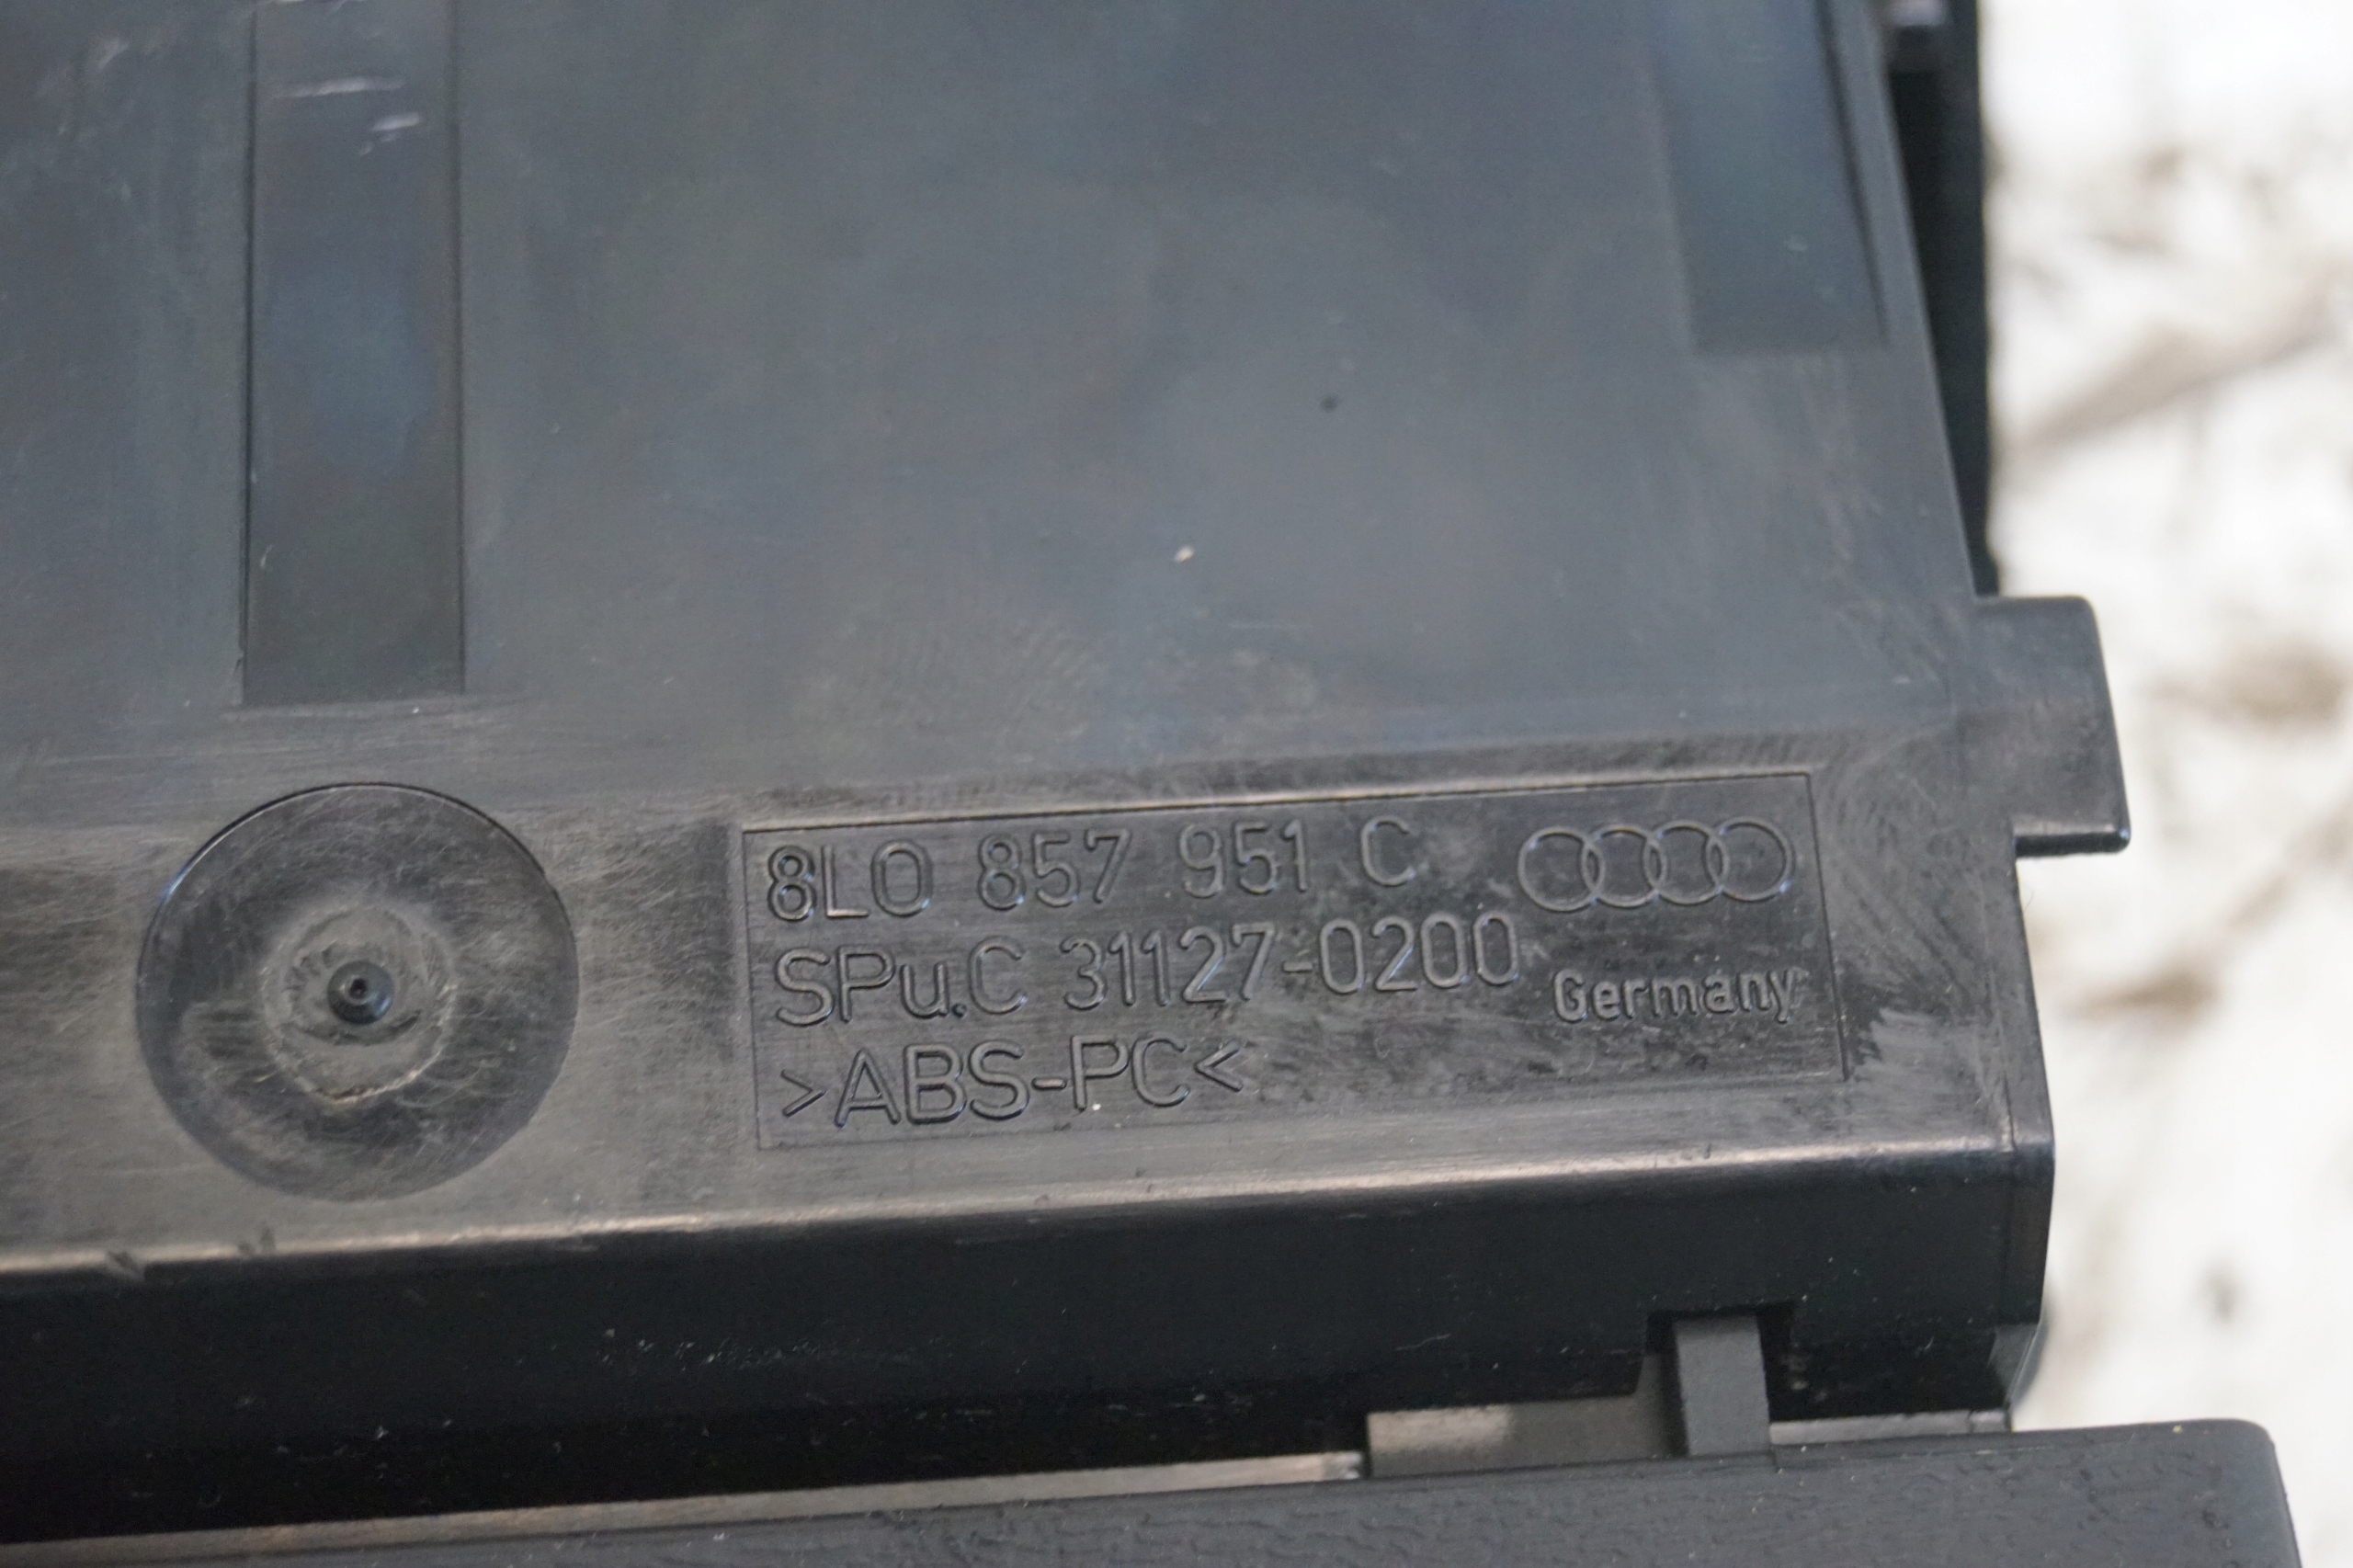 8L0 857 951 C
SPu.C 31127-0200
Germany
>ABS-PC<